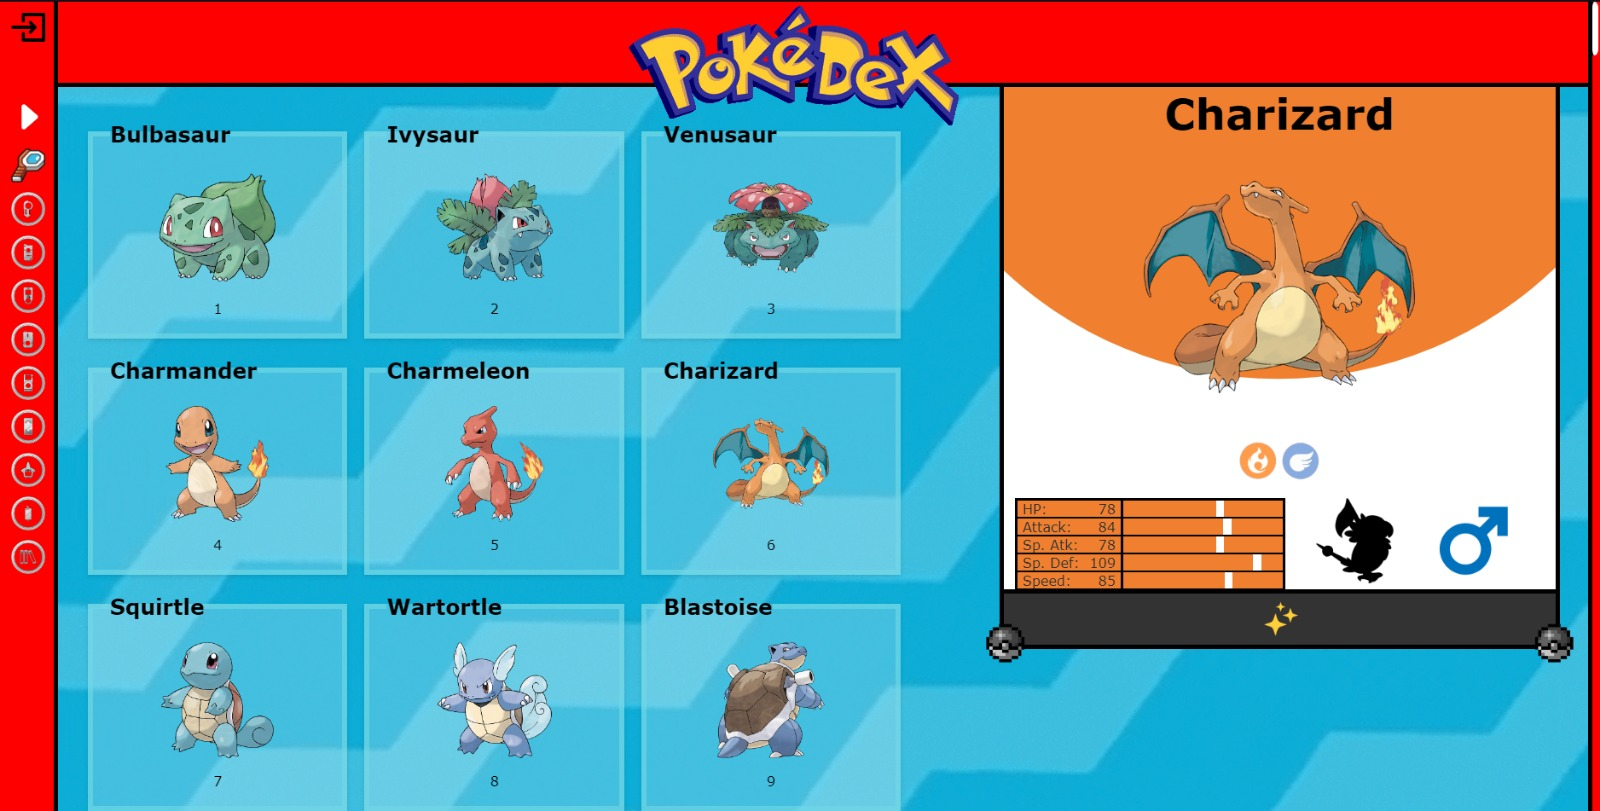 PokéDex
Bulbasaur
Ivysaur
Venusaur
1
2
3
Charmander
Charmeleon
Charizard
4
5
6
Squirtle
Wartortle
Blastoise
7
8
9
Charizard
HP: 78
Attack: 84
Sp. Atk: 78
Sp. Def: 109
Speed: 85